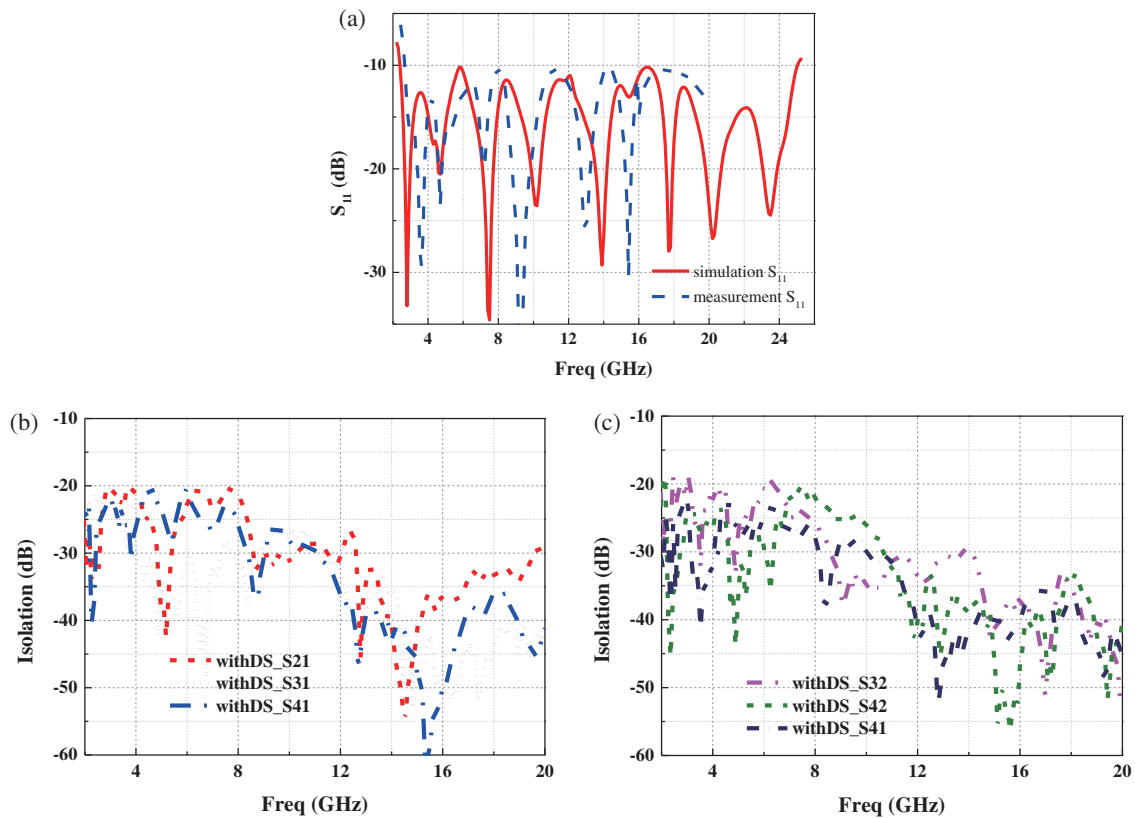 (a)
-10
-20
-30
S11 (dB)
simulation S11
measurement S11
4 8 12 16 20 24
Freq (GHz)
(b)
-10
-20
-30
-40
-50
-60
Isolation (dB)
withDS_S21
withDS_S31
withDS_S41
4 8 12 16 20
Freq (GHz)
(c)
-10
-20
-30
-40
-50
-60
Isolation (dB)
withDS_S32
withDS_S42
withDS_S41
4 8 12 16 20
Freq (GHz)